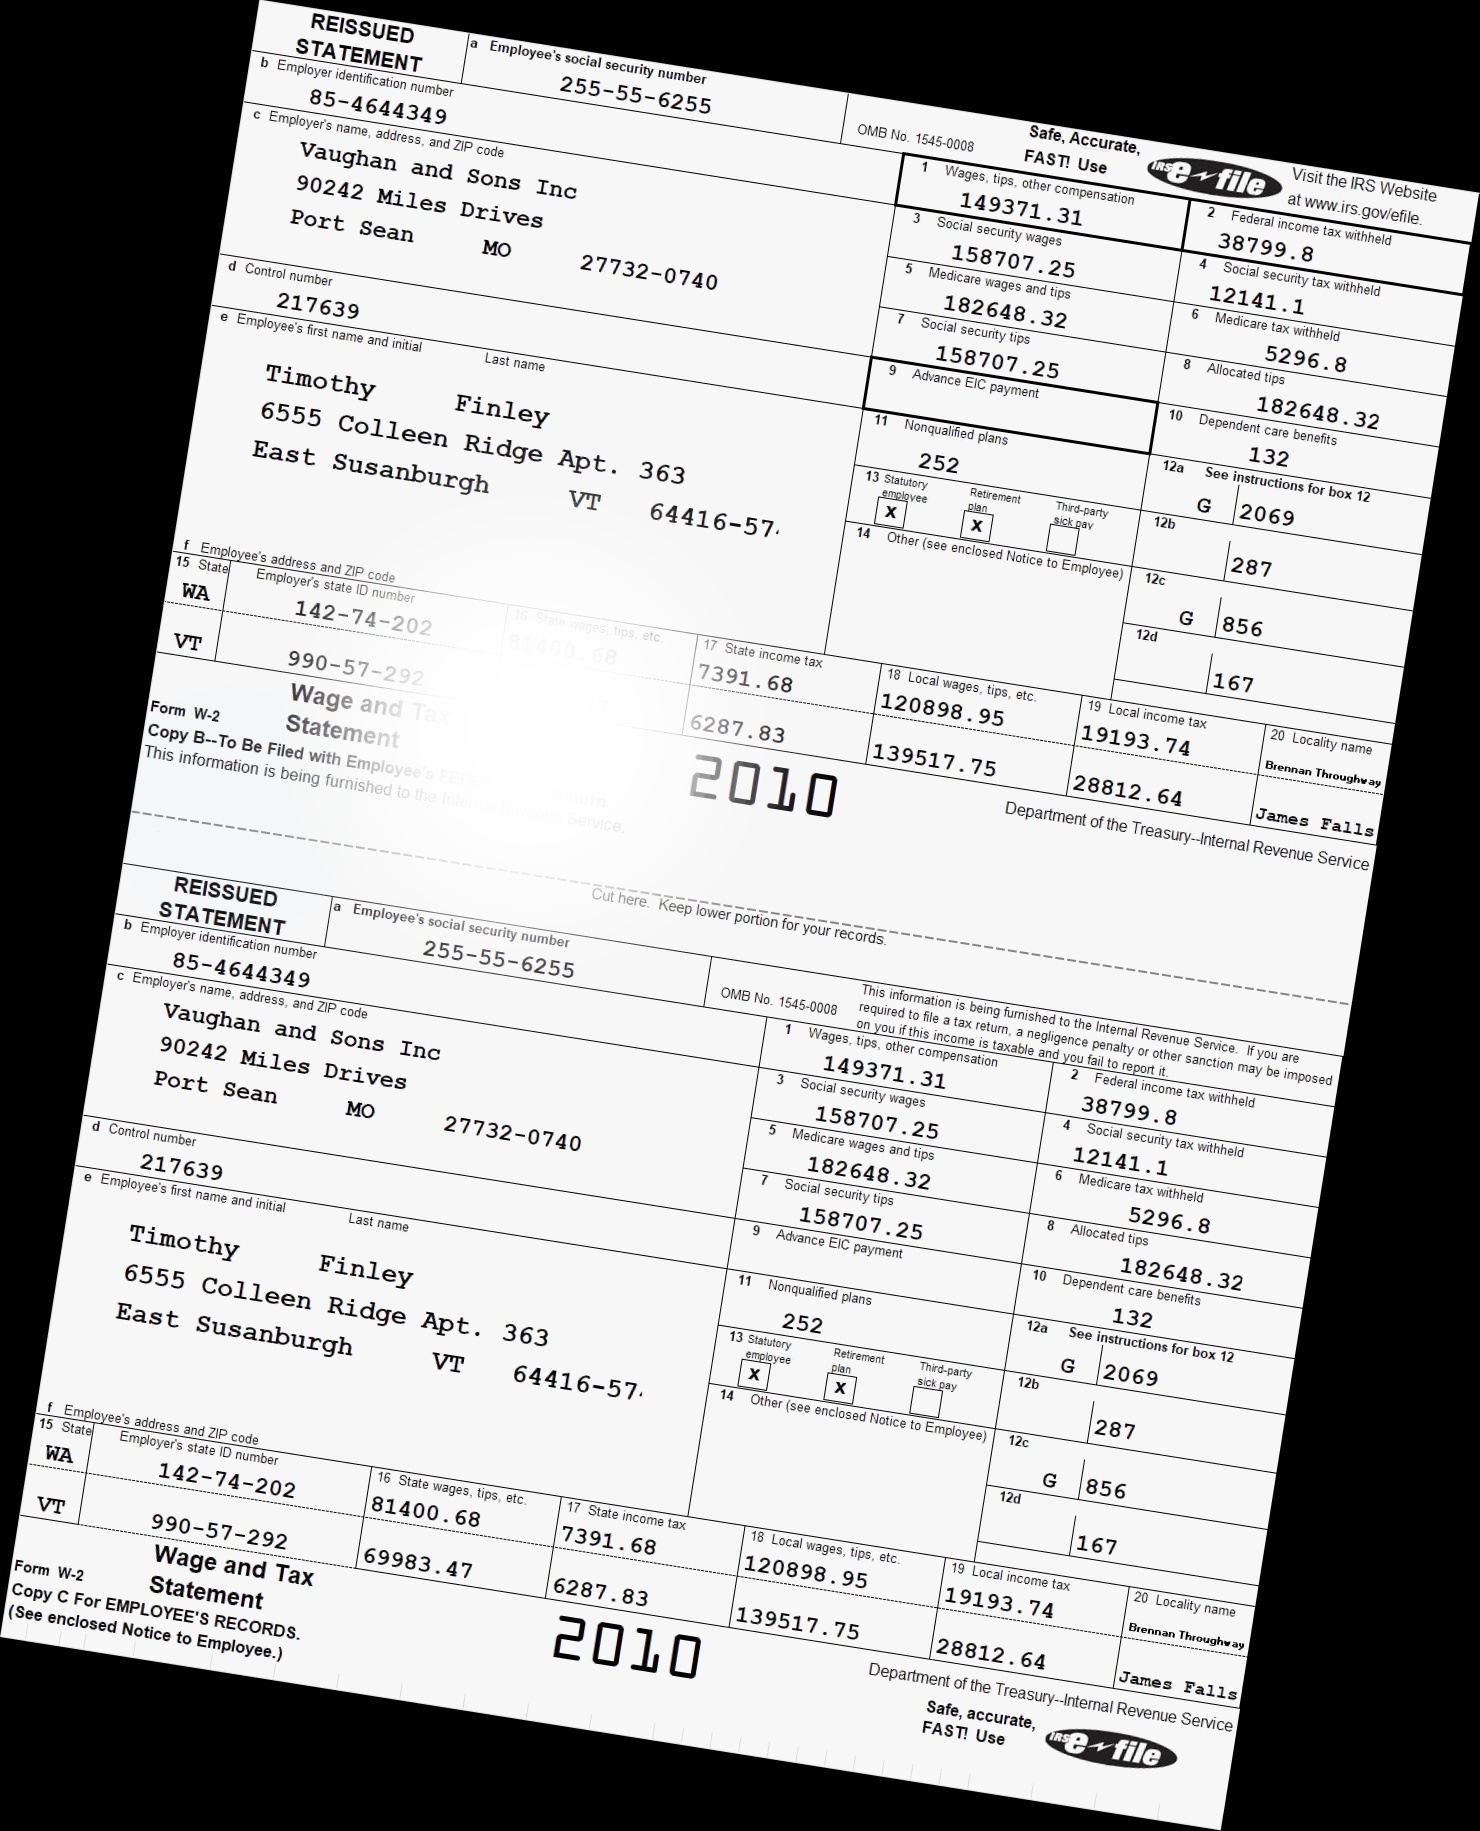 REISSUED
STATEMENT
a Employee's social security number
255-55-6255
OMB No. 1545-0008
Safe, Accurate,
FAST! Use
IRS e-file
Visit the IRS Website
at www.irs.gov/efile.
b Employer identification number
85-4644349
c Employer's name, address, and ZIP code
Vaughan and Sons Inc
90242 Miles Drives
Port Sean MO 27732-0740
1 Wages, tips, other compensation
149371.31
2 Federal income tax withheld
38799.8
3 Social security wages
158707.25
4 Social security tax withheld
12141.1
5 Medicare wages and tips
182648.32
6 Medicare tax withheld
5296.8
d Control number
217639
7 Social security tips
158707.25
8 Allocated tips
182648.32
e Employee's first name and initial Last name
Timothy Finley
6555 Colleen Ridge Apt. 363
East Susanburgh VT 64416-57
9 Advance EIC payment
10 Dependent care benefits
132
11 Nonqualified plans
252
12a See instructions for box 12
G 2069
13 Statutory employee Retirement plan Third-party sick pay
X X
12b
287
14 Other (see enclosed Notice to Employee)
12c
G 856
12d
167
f Employee's address and ZIP code
15 State Employer's state ID number
16 State wages, tips, etc.
17 State income tax
18 Local wages, tips, etc.
19 Local income tax
20 Locality name
WA 142-74-202 81400.68 7391.68 120898.95 19193.74 Brennan Throughway
VT 990-57-292 6287.83 139517.75 28812.64 James Falls
Form W-2
Wage and Tax
Statement
2010
Department of the Treasury--Internal Revenue Service
Copy B--To Be Filed with Employee's
This information is being furnished to the Internal Service.
Cut here. Keep lower portion for your records.
REISSUED
STATEMENT
a Employee's social security number
255-55-6255
OMB No. 1545-0008
This information is being furnished to the Internal Revenue Service. If you are
required to file a tax return, a negligence penalty or other sanction may be imposed
on you if this income is taxable and you fail to report it.
b Employer identification number
85-4644349
c Employer's name, address, and ZIP code
Vaughan and Sons Inc
90242 Miles Drives
Port Sean MO 27732-0740
1 Wages, tips, other compensation
149371.31
2 Federal income tax withheld
38799.8
3 Social security wages
158707.25
4 Social security tax withheld
12141.1
5 Medicare wages and tips
182648.32
6 Medicare tax withheld
5296.8
d Control number
217639
7 Social security tips
158707.25
8 Allocated tips
182648.32
e Employee's first name and initial Last name
Timothy Finley
6555 Colleen Ridge Apt. 363
East Susanburgh VT 64416-57
9 Advance EIC payment
10 Dependent care benefits
132
11 Nonqualified plans
252
12a See instructions for box 12
G 2069
13 Statutory employee Retirement plan Third-party sick pay
X X
12b
287
14 Other (see enclosed Notice to Employee)
12c
G 856
12d
167
f Employee's address and ZIP code
15 State Employer's state ID number
16 State wages, tips, etc.
17 State income tax
18 Local wages, tips, etc.
19 Local income tax
20 Locality name
WA 142-74-202 81400.68 7391.68 120898.95 19193.74 Brennan Throughway
VT 990-57-292 69983.47 6287.83 139517.75 28812.64 James Falls
Form W-2
Wage and Tax
Statement
2010
Department of the Treasury--Internal Revenue Service
Copy C For EMPLOYEE'S RECORDS.
(See enclosed Notice to Employee.)
Safe, accurate,
FAST! Use
IRS e-file